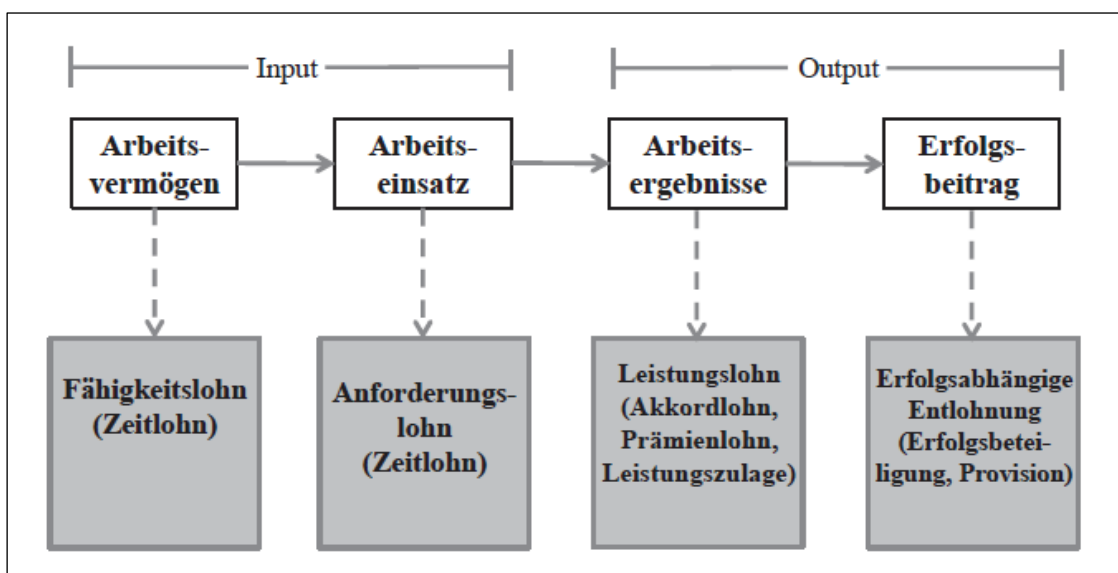 Input
Output
Arbeits-
vermögen
Arbeits-
einsatz
Arbeits-
ergebnisse
Erfolgs-
beitrag
Fähigkeitslohn
(Zeitlohn)
Anforderungs-
lohn
(Zeitlohn)
Leistungslohn
(Akkordlohn,
Prämienlohn,
Leistungszulage)
Erfolgsabhängige
Entlohnung
(Erfolgsbetei-
ligung, Provision)